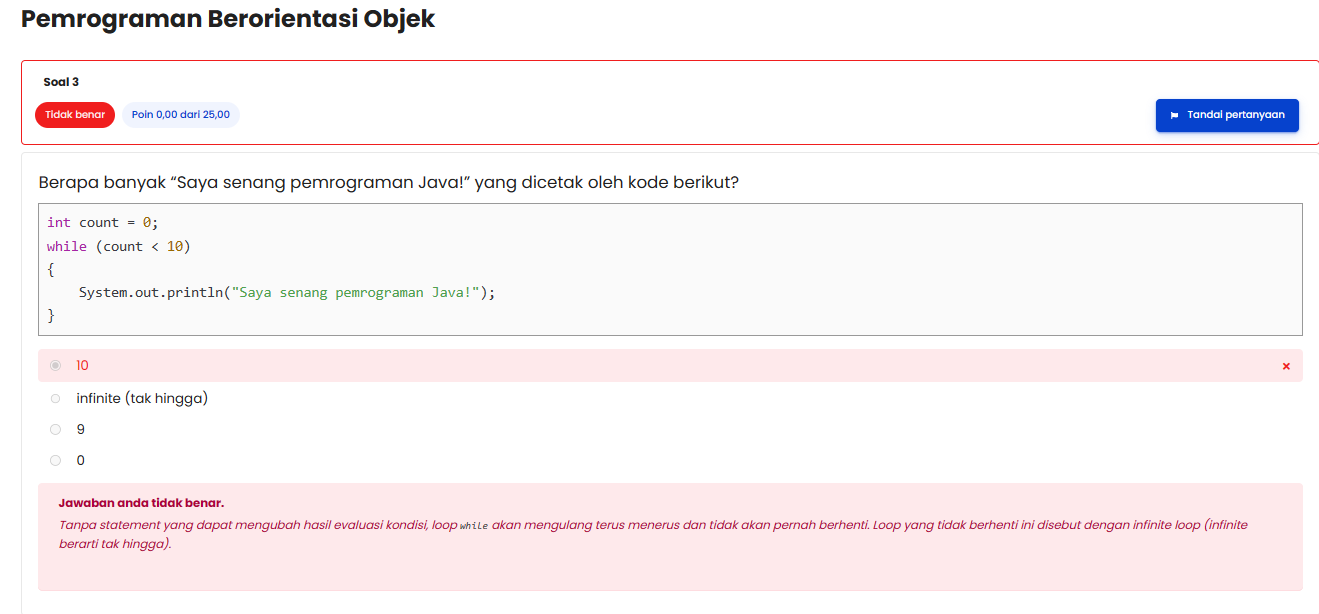 Pemrograman Berorientasi Objek
Soal 3
Tidak benar
Poin 0,00 dari 25,00
Tandai pertanyaan
Berapa banyak “Saya senang pemrograman Java!” yang dicetak oleh kode berikut?
int count = 0;
while (count < 10)
{
    System.out.println("Saya senang pemrograman Java!");
}
10
infinite (tak hingga)
9
0
Jawaban anda tidak benar.
Tanpa statement yang dapat mengubah hasil evaluasi kondisi, loop while akan mengulang terus menerus dan tidak akan pernah berhenti. Loop yang tidak berhenti ini disebut dengan infinite loop (infinite
berarti tak hingga).